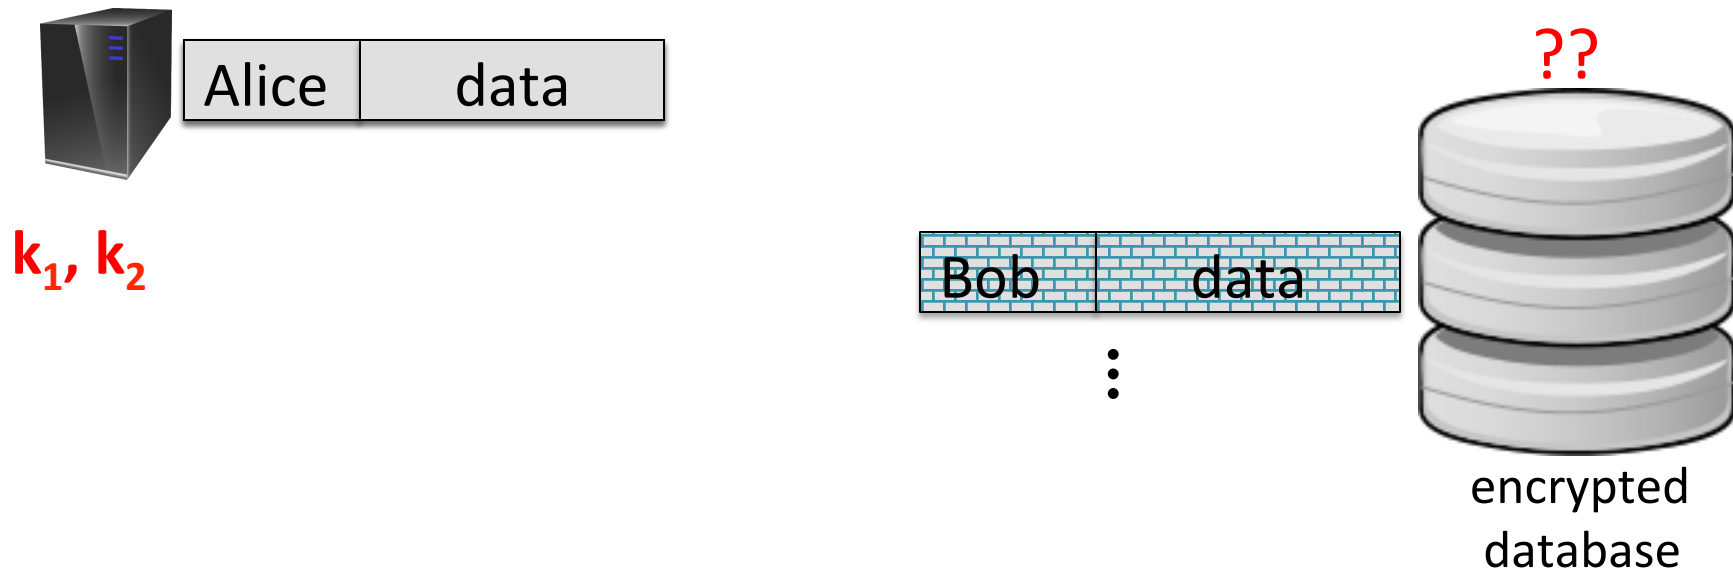 ??
Alice data
k₁, k₂
Bob data
encrypted
database